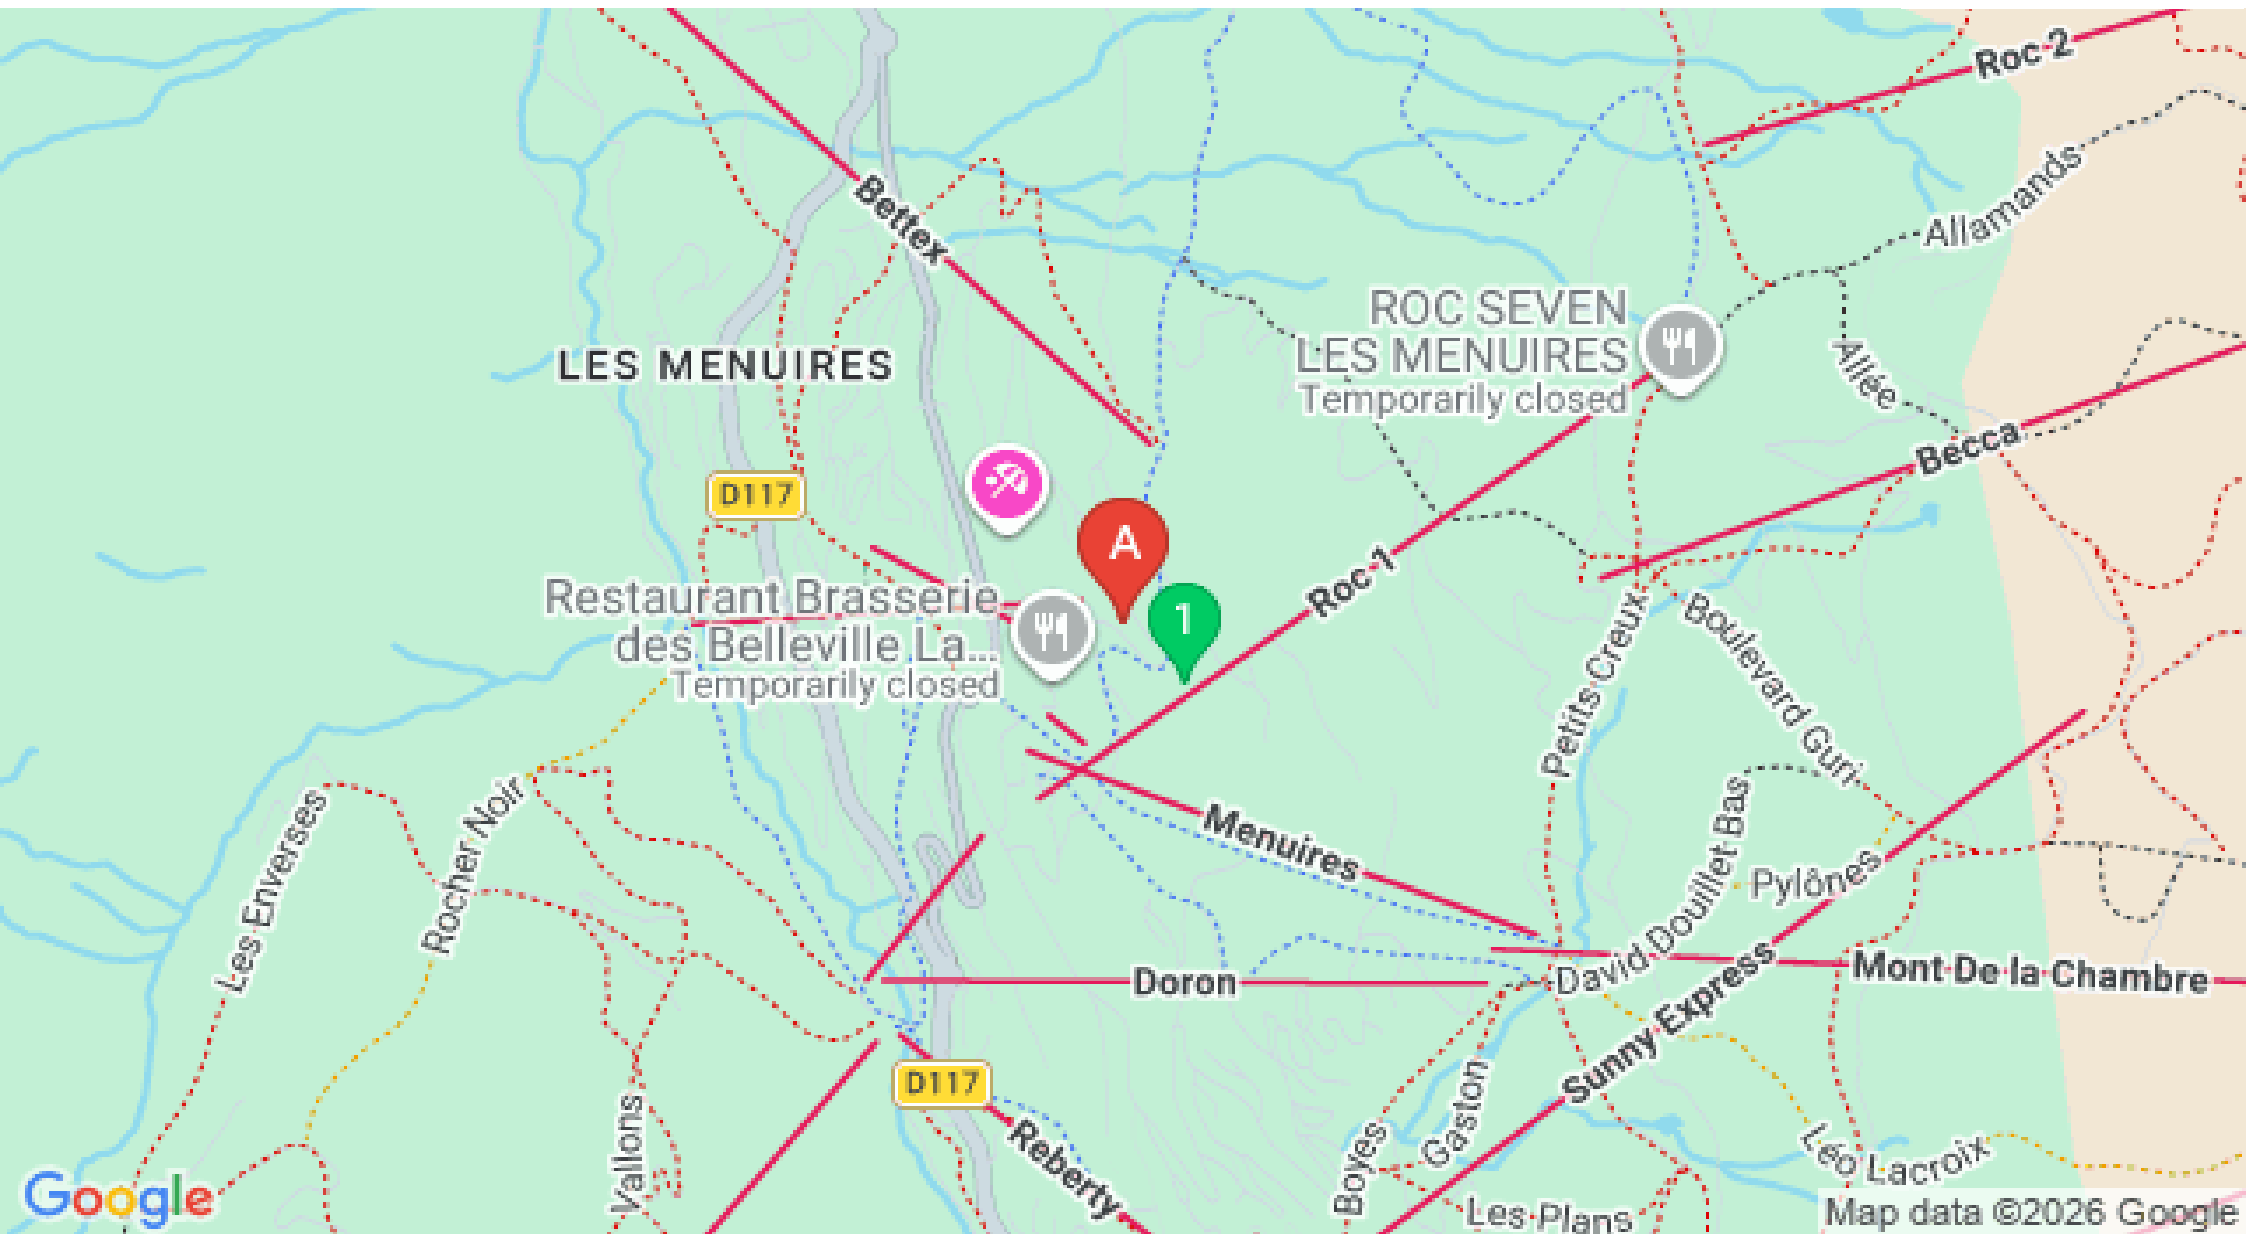 Roc 2
Allamands
Bettex
ROC SEVEN
LES MENUIRES
Temporarily closed
LES MENUIRES
Allée
Becca
D117
A
1
Roc 1
Restaurant Brasserie
des Belleville La...
Temporarily closed
Petits Creux
Boulevard Guri
Les Enverses
Rocher Noir
Menuires
David Douillet Bas
Pylônes
Doron
Mont De la Chambre
Sunny Express
D117
Reberty
Vallons
Boyes
Gaston
Léo Lacroix
Les Plans
Google
Map data ©2026 Google